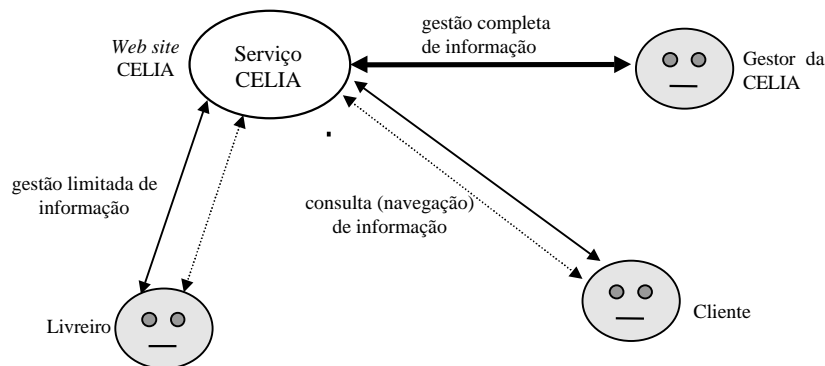 gestão completa
de informação
Web site
CELIA
Serviço
CELIA
Gestor da
CELIA
gestão limitada de
informação
consulta (navegação)
de informação
Livreiro
Cliente